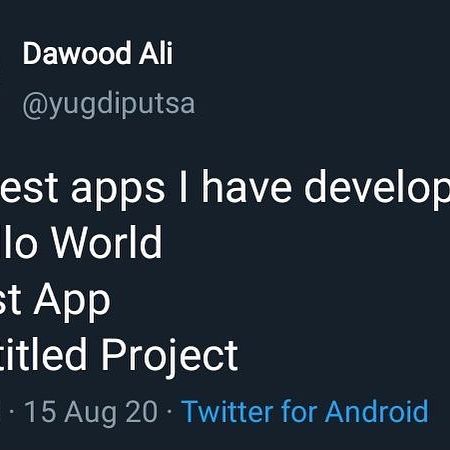 Dawood Ali
@yugdiputsa
est apps I have develop
lo World
st App
titled Project
· 15 Aug 20 · Twitter for Android